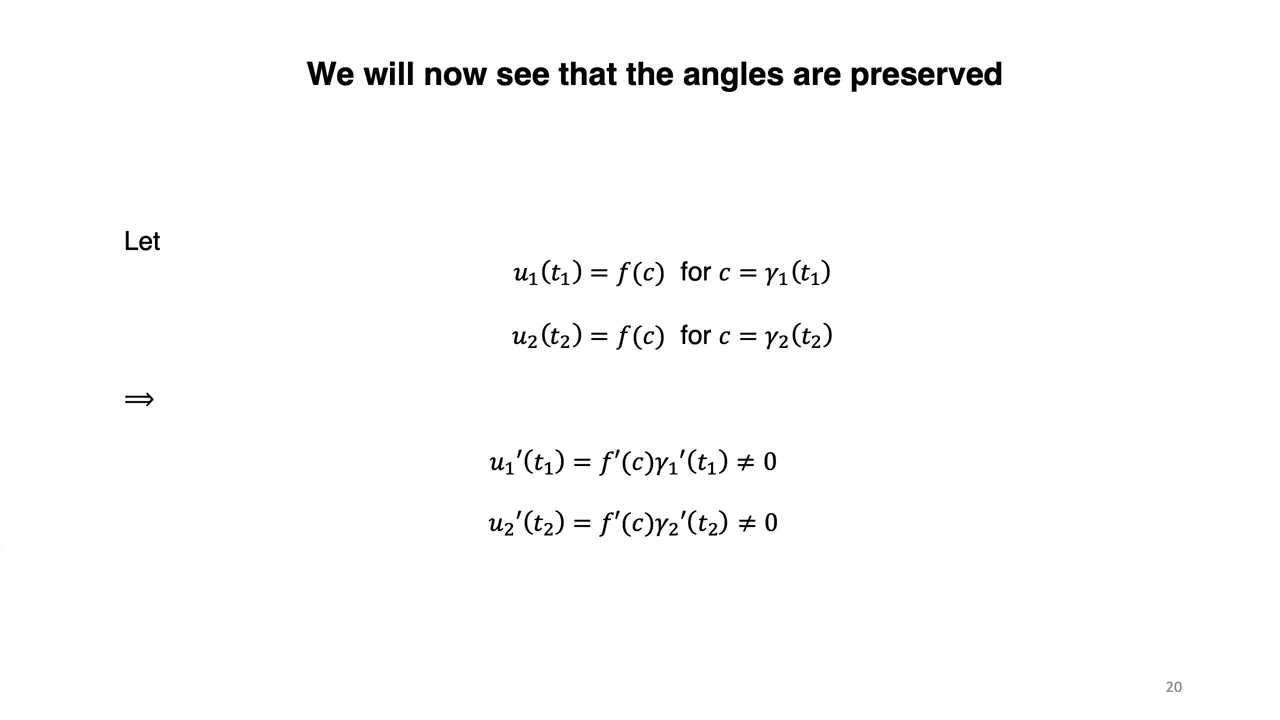 We will now see that the angles are preserved
Let
u₁(t₁) = f(c) for c = γ₁(t₁)
u₂(t₂) = f(c) for c = γ₂(t₂)
⟹
u₁′(t₁) = f′(c)γ₁′(t₁) ≠ 0
u₂′(t₂) = f′(c)γ₂′(t₂) ≠ 0
20